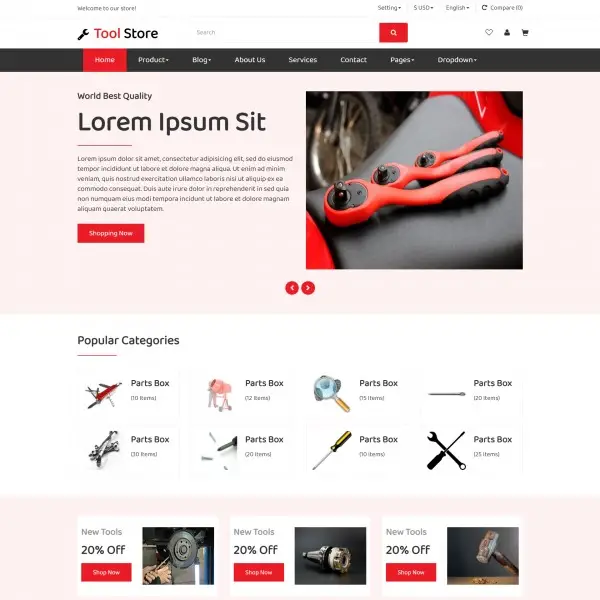 Welcome to our store!
Setting
$ USD
English
Compare (0)
Tool Store
Search
Home
Product
Blog
About Us
Services
Contact
Pages
Dropdown
World Best Quality
Lorem Ipsum Sit
Lorem ipsum dolor sit amet, consectetur adipisicing elit, sed do eiusmod
tempor incididunt ut labore et dolore magna aliqua. Ut enim ad minim
veniam, quis nostrud exercitation ullamco laboris nisi ut aliquip ex ea
commodo consequat. Duis aute irure dolor in reprehenderit in sed quia
non numquam eius modi tempora incidunt ut labore et dolore magnam
aliquam quaerat voluptatem.
Shopping Now
Popular Categories
Parts Box
(10 Items)
Parts Box
(12 Items)
Parts Box
(15 Items)
Parts Box
(20 Items)
Parts Box
(30 Items)
Parts Box
(20 Items)
Parts Box
(10 Items)
Parts Box
(25 Items)
New Tools
20% Off
Shop Now
New Tools
20% Off
Shop Now
New Tools
20% Off
Shop Now